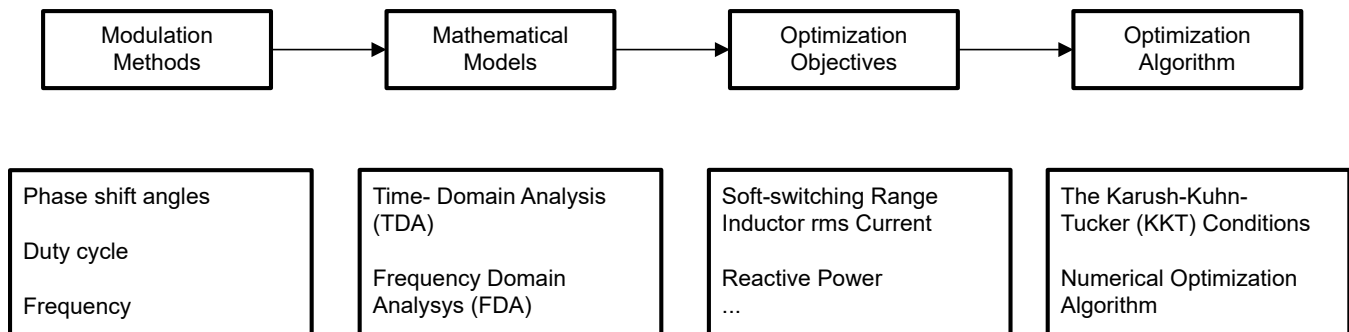 Modulation
Methods
Mathematical
Models
Optimization
Objectives
Optimization
Algorithm
Phase shift angles
Duty cycle
Frequency
Time- Domain Analysis
(TDA)
Frequency Domain
Analysys (FDA)
Soft-switching Range
Inductor rms Current
Reactive Power
...
The Karush-Kuhn-
Tucker (KKT) Conditions
Numerical Optimization
Algorithm